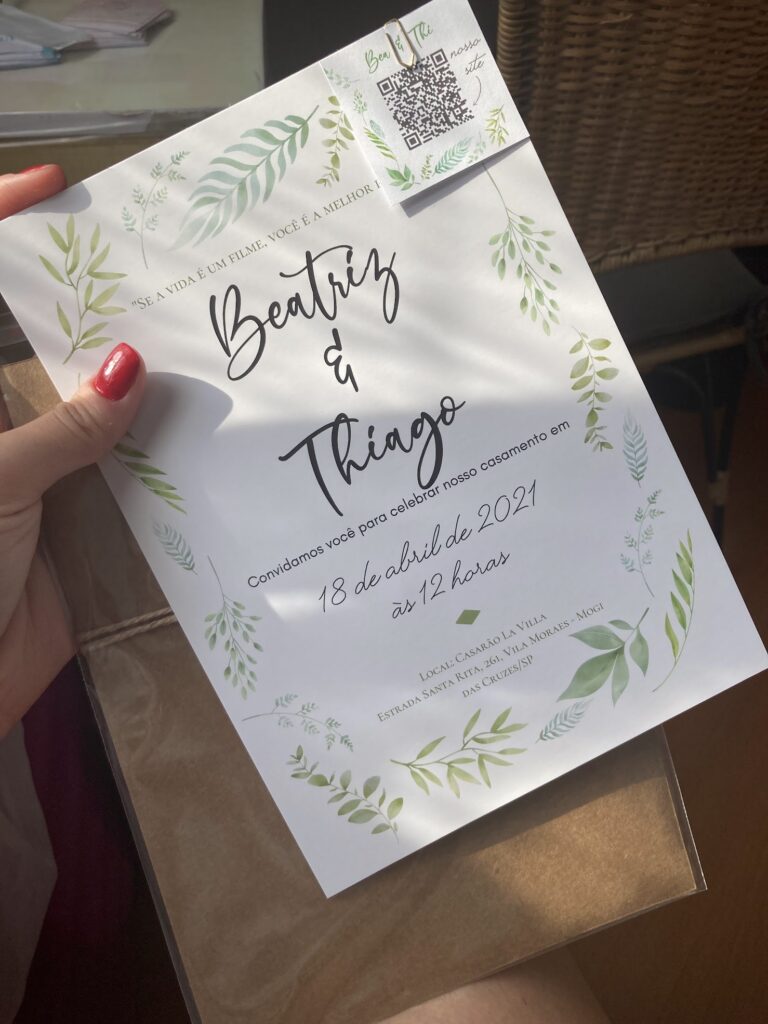 Bea & Thi
nosso
site
"Se a vida é um filme, você é a melhor
Beatriz
&
Thiago
Convidamos você para celebrar nosso casamento em
18 de abril de 2021
às 12 horas
Local: Casarão La Villa
Estrada Santa Rita, 261, Vila Moraes - Mogi
das Cruzes/SP